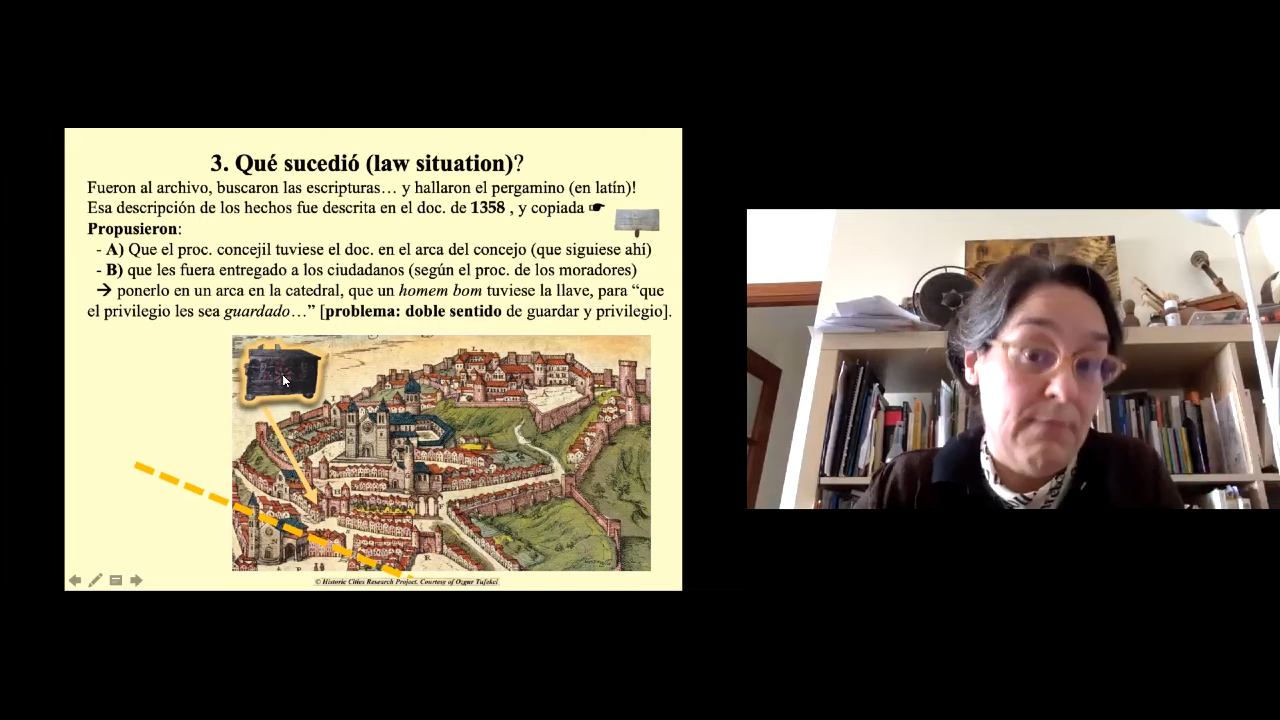 3. Qué sucedió (law situation)?
Fueron al archivo, buscaron las escripturas… y hallaron el pergamino (en latín)!
Esa descripción de los hechos fue descrita en el doc. de 1358 , y copiada ☛
Propusieron:
- A) Que el proc. concejil tuviese el doc. en el arca del concejo (que siguiese ahí)
- B) que les fuera entregado a los ciudadanos (según el proc. de los moradores)
→ ponerlo en un arca en la catedral, que un homem bom tuviese la llave, para “que
el privilegio les sea guardado…” [problema: doble sentido de guardar y privilegio].
© Historic Cities Research Project. Courtesy of Ozgur Tufekci